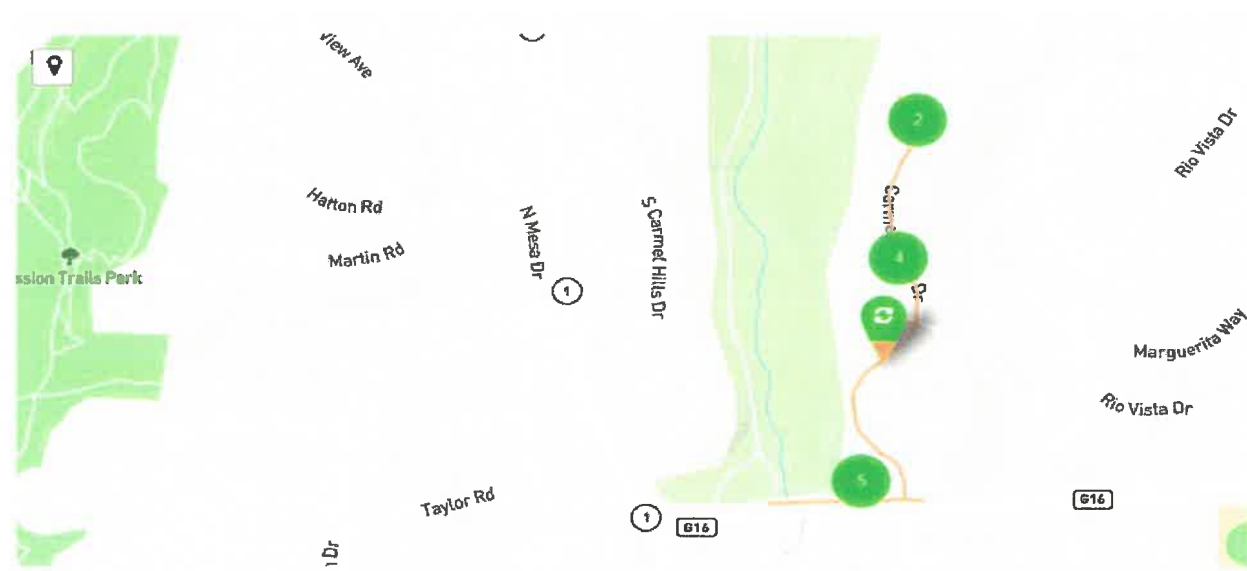 View Ave
2
Rio Vista Dr
Hatton Rd
N Mesa Dr
S Carmel Hills Dr
Martin Rd
4
ssion Trails Park
1
Dr
Marguerita Way
Rio Vista Dr
5
Taylor Rd
G16
1
G16
Dr